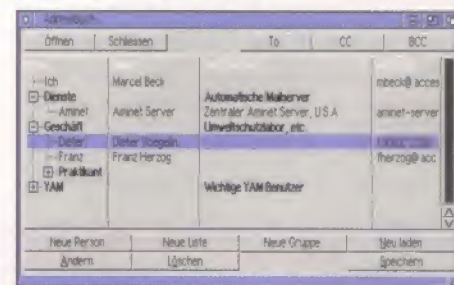 Adressbuch
Öffnen Schliessen To CC BCC
Ich Marcel Beck mbeck@ acces
Dienste Automatische Mailserver
Aminet Aminet Server Zentraler Aminet Server, U.S.A aminet-server
Geschäft Umweltschutzlabor, etc.
Dieter Dieter
Franz Franz Herzog fherzog@ acc
Praktikant
YAM Wichtige YAM Benutzer
Neue Person Neue Liste Neue Gruppe Neu laden
Ändern Löschen Speichern